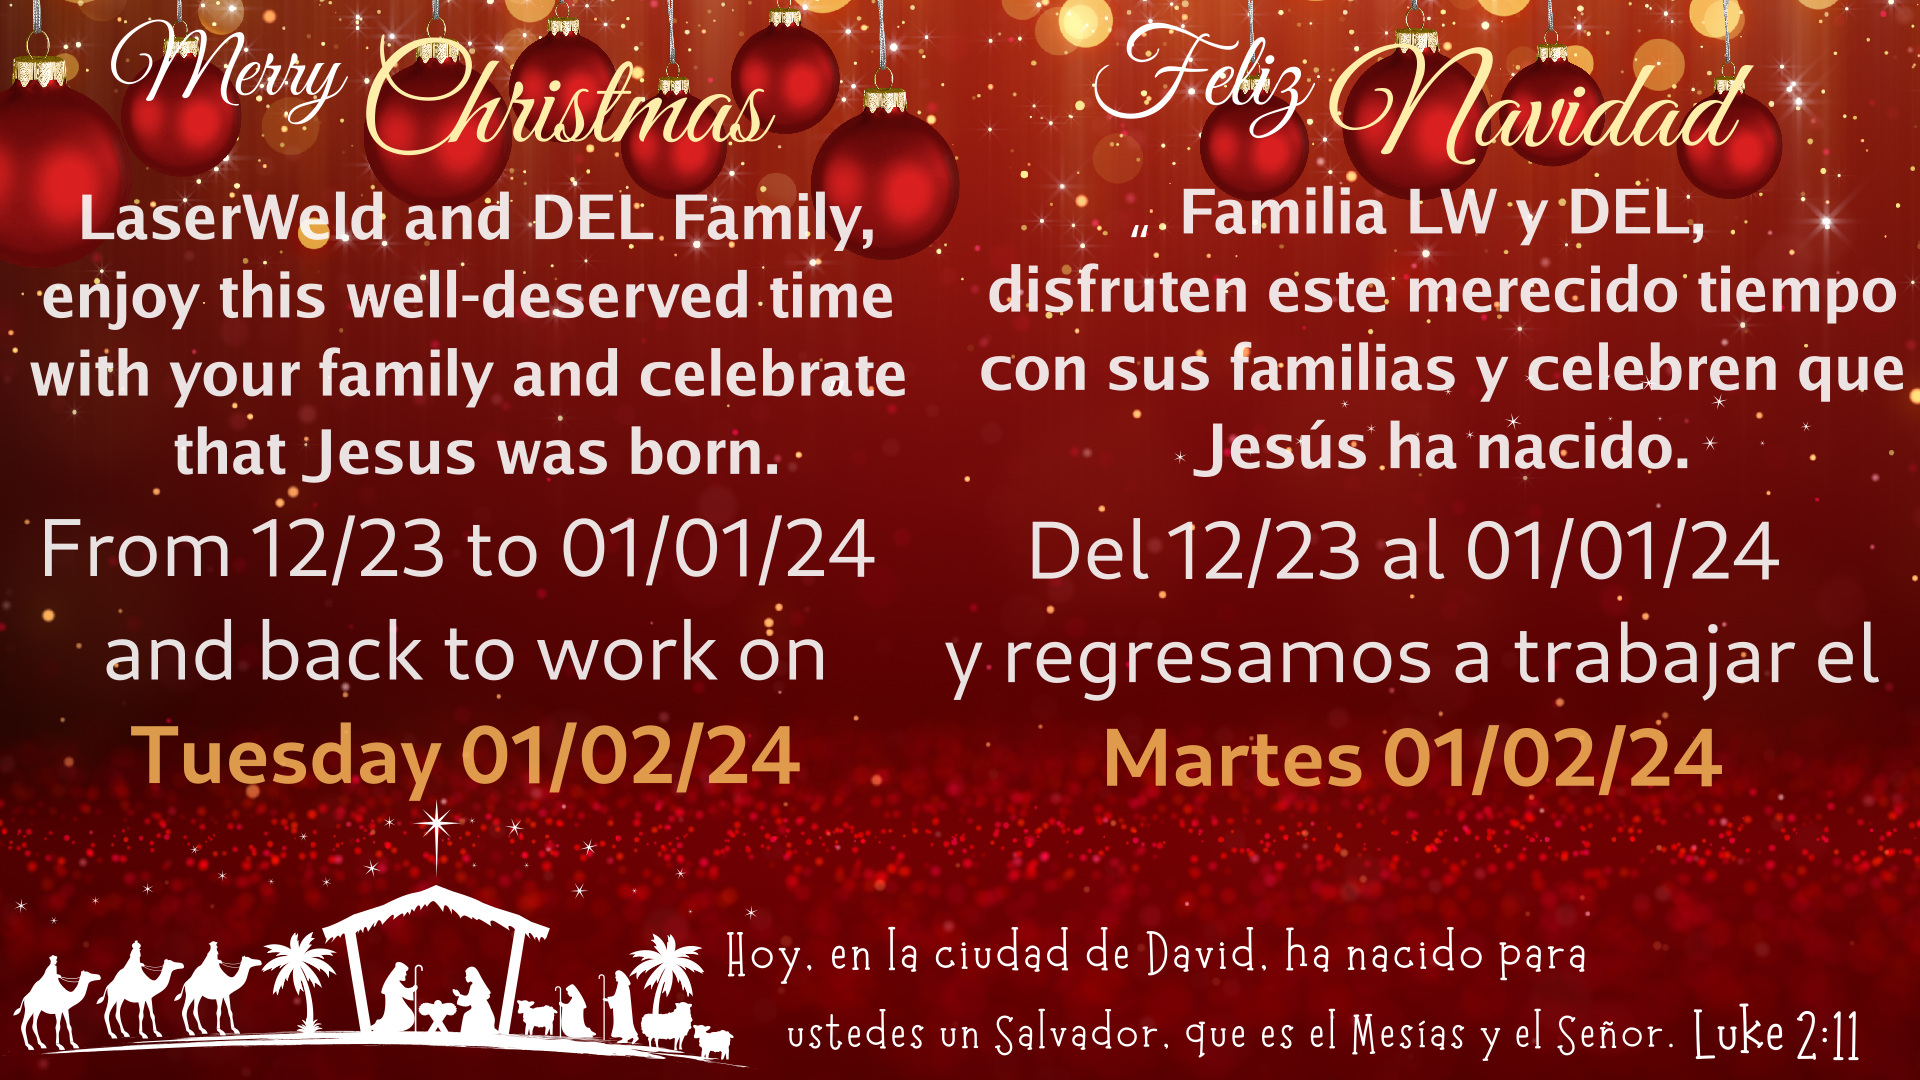 Merry Christmas
LaserWeld and DEL Family,
enjoy this well-deserved time
with your family and celebrate
that Jesus was born.
From 12/23 to 01/01/24
and back to work on
Tuesday 01/02/24
Feliz Navidad
„ Familia LW y DEL,
disfruten este merecido tiempo
con sus familias y celebren que
Jesús ha nacido.
Del 12/23 al 01/01/24
y regresamos a trabajar el
Martes 01/02/24
Hoy, en la ciudad de David, ha nacido para
ustedes un Salvador, que es el Mesías y el Señor. Luke 2:11